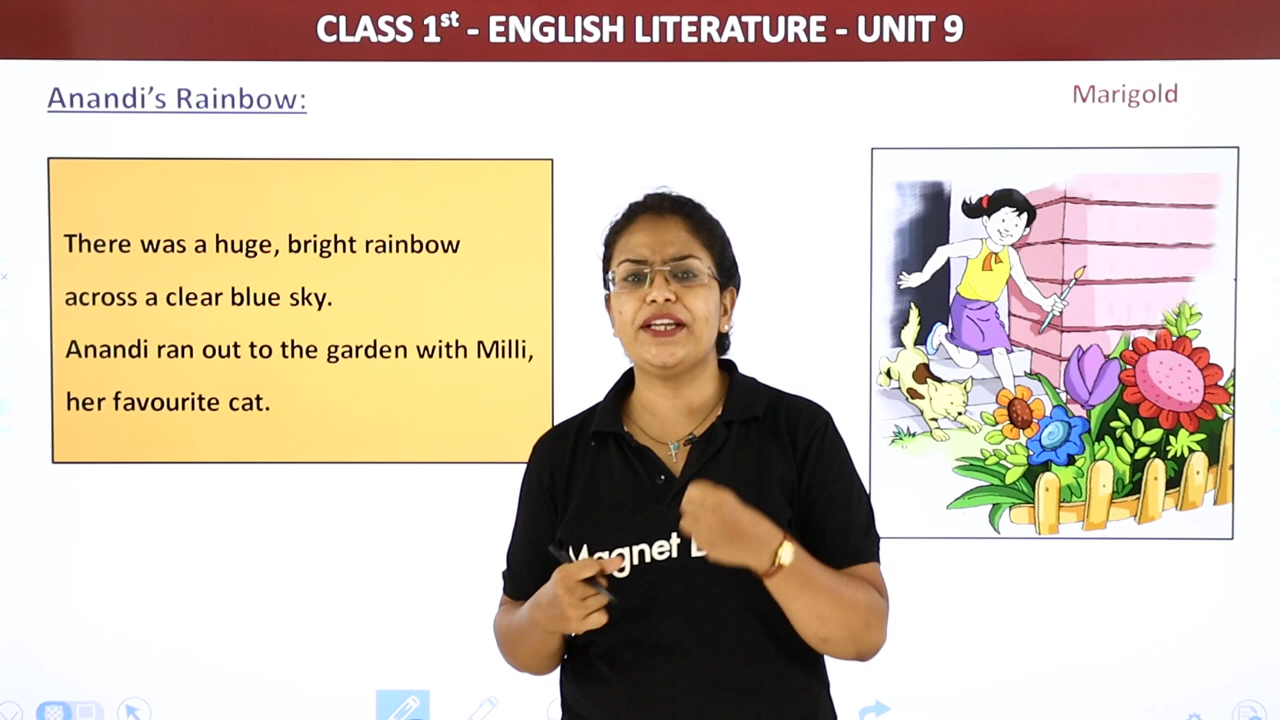 CLASS 1st - ENGLISH LITERATURE - UNIT 9
Anandi’s Rainbow:
Marigold
There was a huge, bright rainbow
across a clear blue sky.
Anandi ran out to the garden with Milli,
her favourite cat.
Magnet